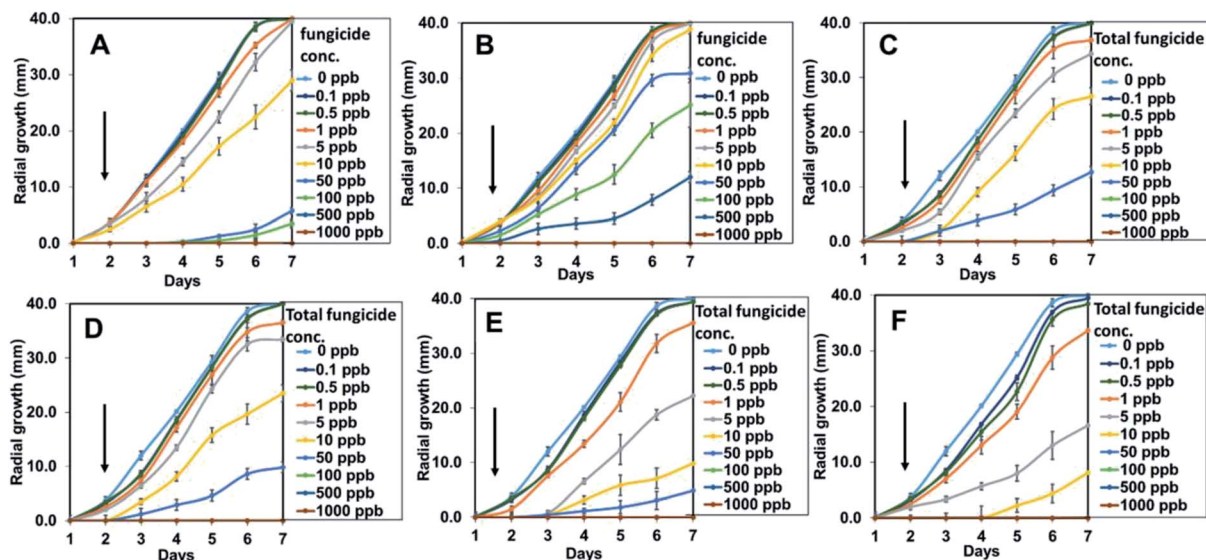 A
fungicide
conc.
0 ppb
0.1 ppb
0.5 ppb
1 ppb
5 ppb
10 ppb
50 ppb
100 ppb
500 ppb
1000 ppb
Radial growth (mm)
40.0
30.0
20.0
10.0
0.0
1 2 3 4 5 6 7
Days
B
fungicide
conc.
0 ppb
0.1 ppb
0.5 ppb
1 ppb
5 ppb
10 ppb
50 ppb
100 ppb
500 ppb
1000 ppb
Radial growth (mm)
40.0
30.0
20.0
10.0
0.0
1 2 3 4 5 6 7
Days
C
Total fungicide
conc.
0 ppb
0.1 ppb
0.5 ppb
1 ppb
5 ppb
10 ppb
50 ppb
100 ppb
500 ppb
1000 ppb
Radial growth (mm)
40.0
30.0
20.0
10.0
0.0
1 2 3 4 5 6 7
Days
D
Total fungicide
conc.
0 ppb
0.1 ppb
0.5 ppb
1 ppb
5 ppb
10 ppb
50 ppb
100 ppb
500 ppb
1000 ppb
Radial growth (mm)
40.0
30.0
20.0
10.0
0.0
1 2 3 4 5 6 7
Days
E
Total fungicide
conc.
0 ppb
0.1 ppb
0.5 ppb
1 ppb
5 ppb
10 ppb
50 ppb
100 ppb
500 ppb
1000 ppb
Radial growth (mm)
40.0
30.0
20.0
10.0
0.0
1 2 3 4 5 6 7
Days
F
Total fungicide
conc.
0 ppb
0.1 ppb
0.5 ppb
1 ppb
5 ppb
10 ppb
50 ppb
100 ppb
500 ppb
1000 ppb
Radial growth (mm)
40.0
30.0
20.0
10.0
0.0
1 2 3 4 5 6 7
Days